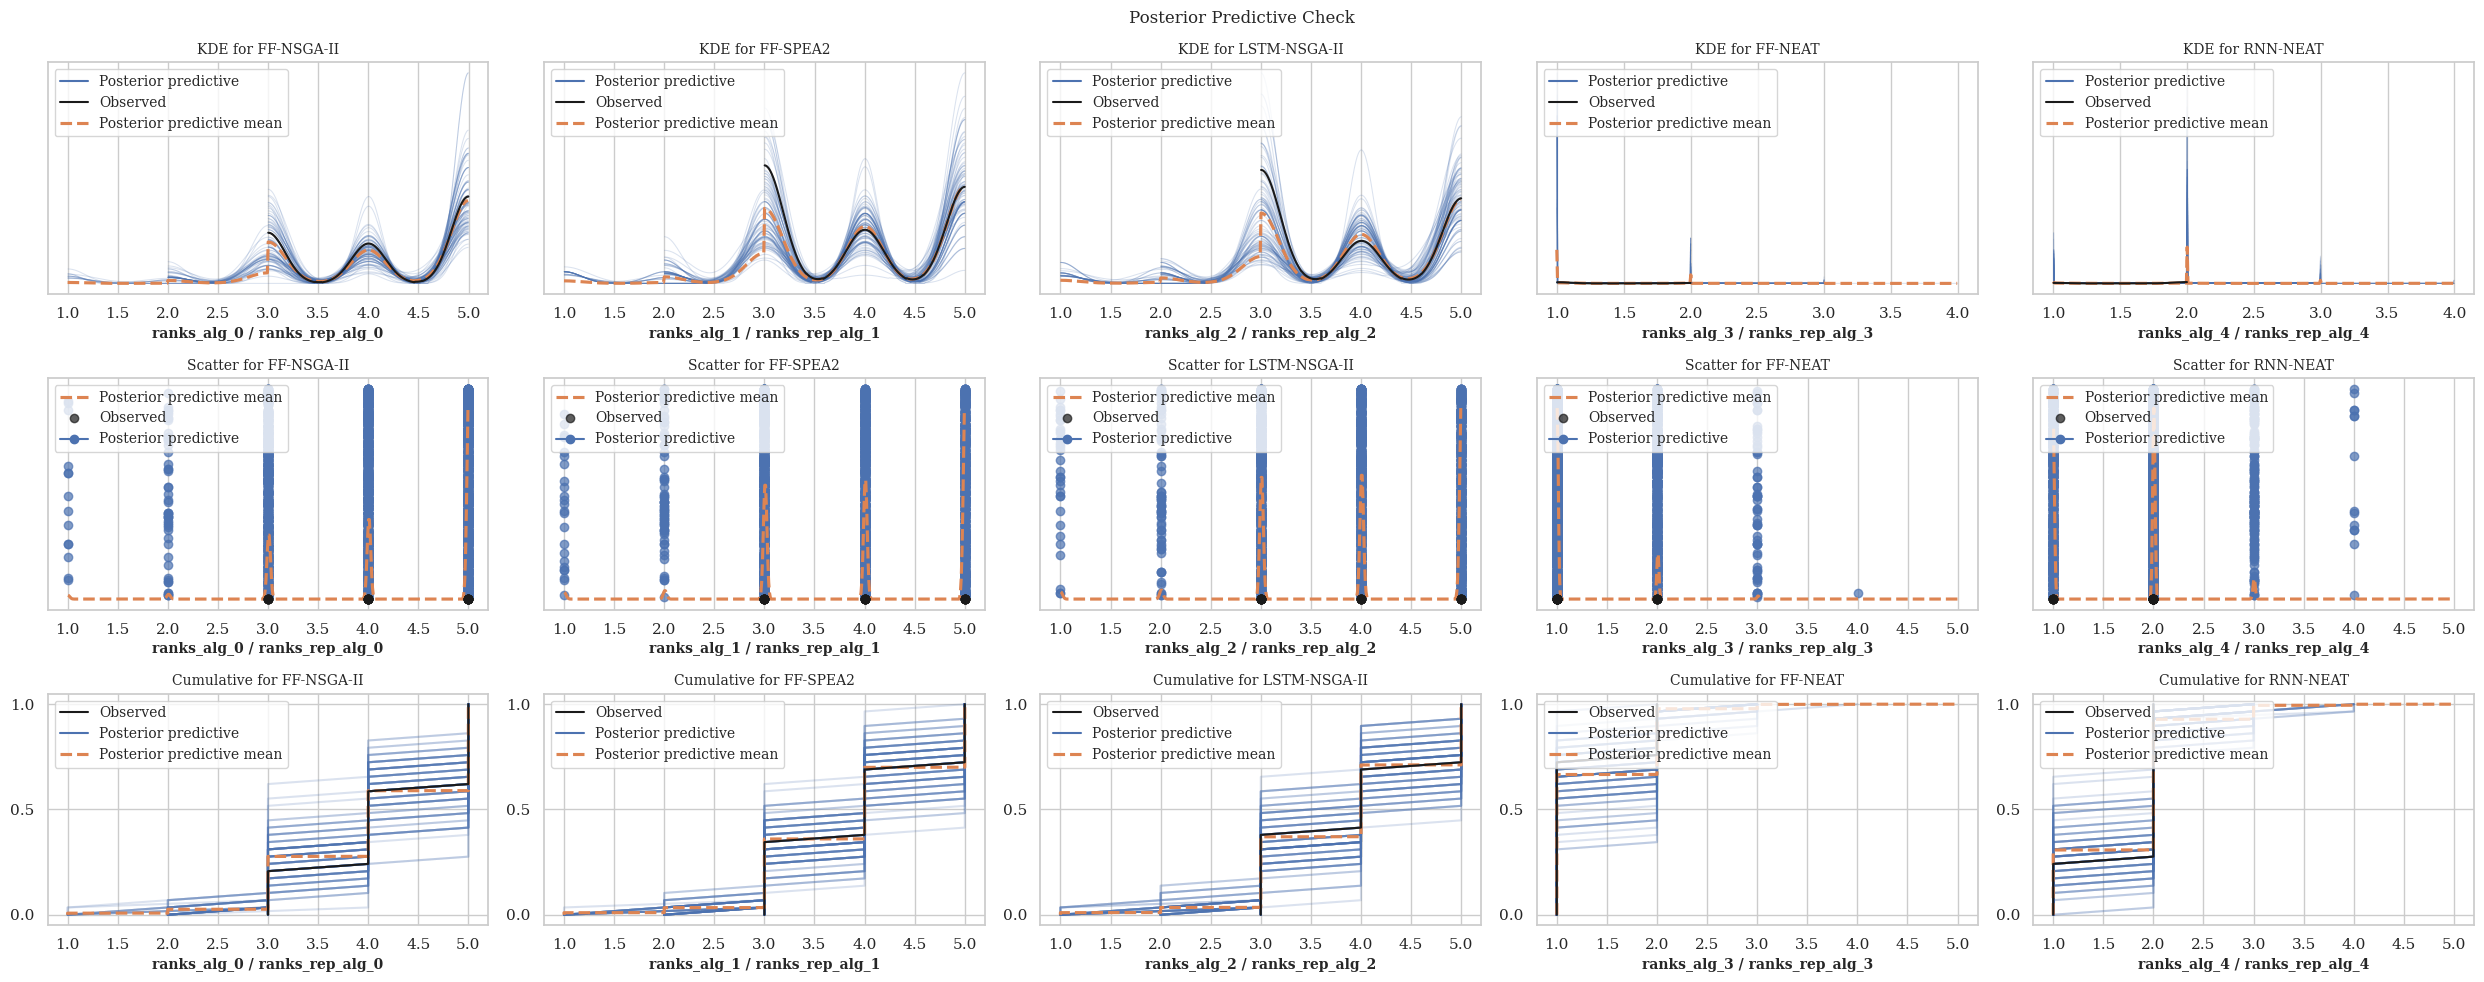 Posterior Predictive Check
KDE for FF-NSGA-II
Posterior predictive
Observed
Posterior predictive mean
1.0 1.5 2.0 2.5 3.0 3.5 4.0 4.5 5.0
ranks_alg_0 / ranks_rep_alg_0
KDE for FF-SPEA2
Posterior predictive
Observed
Posterior predictive mean
1.0 1.5 2.0 2.5 3.0 3.5 4.0 4.5 5.0
ranks_alg_1 / ranks_rep_alg_1
KDE for LSTM-NSGA-II
Posterior predictive
Observed
Posterior predictive mean
1.0 1.5 2.0 2.5 3.0 3.5 4.0 4.5 5.0
ranks_alg_2 / ranks_rep_alg_2
KDE for FF-NEAT
Posterior predictive
Observed
Posterior predictive mean
1.0 1.5 2.0 2.5 3.0 3.5 4.0
ranks_alg_3 / ranks_rep_alg_3
KDE for RNN-NEAT
Posterior predictive
Observed
Posterior predictive mean
1.0 1.5 2.0 2.5 3.0 3.5 4.0
ranks_alg_4 / ranks_rep_alg_4
Scatter for FF-NSGA-II
Posterior predictive mean
Observed
Posterior predictive
1.0 1.5 2.0 2.5 3.0 3.5 4.0 4.5 5.0
ranks_alg_0 / ranks_rep_alg_0
Scatter for FF-SPEA2
Posterior predictive mean
Observed
Posterior predictive
1.0 1.5 2.0 2.5 3.0 3.5 4.0 4.5 5.0
ranks_alg_1 / ranks_rep_alg_1
Scatter for LSTM-NSGA-II
Posterior predictive mean
Observed
Posterior predictive
1.0 1.5 2.0 2.5 3.0 3.5 4.0 4.5 5.0
ranks_alg_2 / ranks_rep_alg_2
Scatter for FF-NEAT
Posterior predictive mean
Observed
Posterior predictive
1.0 1.5 2.0 2.5 3.0 3.5 4.0 4.5 5.0
ranks_alg_3 / ranks_rep_alg_3
Scatter for RNN-NEAT
Posterior predictive mean
Observed
Posterior predictive
1.0 1.5 2.0 2.5 3.0 3.5 4.0 4.5 5.0
ranks_alg_4 / ranks_rep_alg_4
Cumulative for FF-NSGA-II
1.0
0.5
0.0
Observed
Posterior predictive
Posterior predictive mean
1.0 1.5 2.0 2.5 3.0 3.5 4.0 4.5 5.0
ranks_alg_0 / ranks_rep_alg_0
Cumulative for FF-SPEA2
1.0
0.5
0.0
Observed
Posterior predictive
Posterior predictive mean
1.0 1.5 2.0 2.5 3.0 3.5 4.0 4.5 5.0
ranks_alg_1 / ranks_rep_alg_1
Cumulative for LSTM-NSGA-II
1.0
0.5
0.0
Observed
Posterior predictive
Posterior predictive mean
1.0 1.5 2.0 2.5 3.0 3.5 4.0 4.5 5.0
ranks_alg_2 / ranks_rep_alg_2
Cumulative for FF-NEAT
1.0
0.5
0.0
Observed
Posterior predictive
Posterior predictive mean
1.0 1.5 2.0 2.5 3.0 3.5 4.0 4.5 5.0
ranks_alg_3 / ranks_rep_alg_3
Cumulative for RNN-NEAT
1.0
0.5
0.0
Observed
Posterior predictive
Posterior predictive mean
1.0 1.5 2.0 2.5 3.0 3.5 4.0 4.5 5.0
ranks_alg_4 / ranks_rep_alg_4